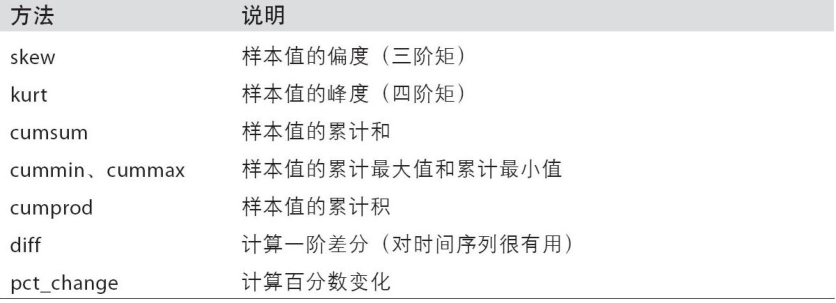 方法 说明
skew 样本值的偏度（三阶矩）
kurt 样本值的峰度（四阶矩）
cumsum 样本值的累计和
cummin、cummax 样本值的累计最大值和累计最小值
cumprod 样本值的累计积
diff 计算一阶差分（对时间序列很有用）
pct_change 计算百分数变化